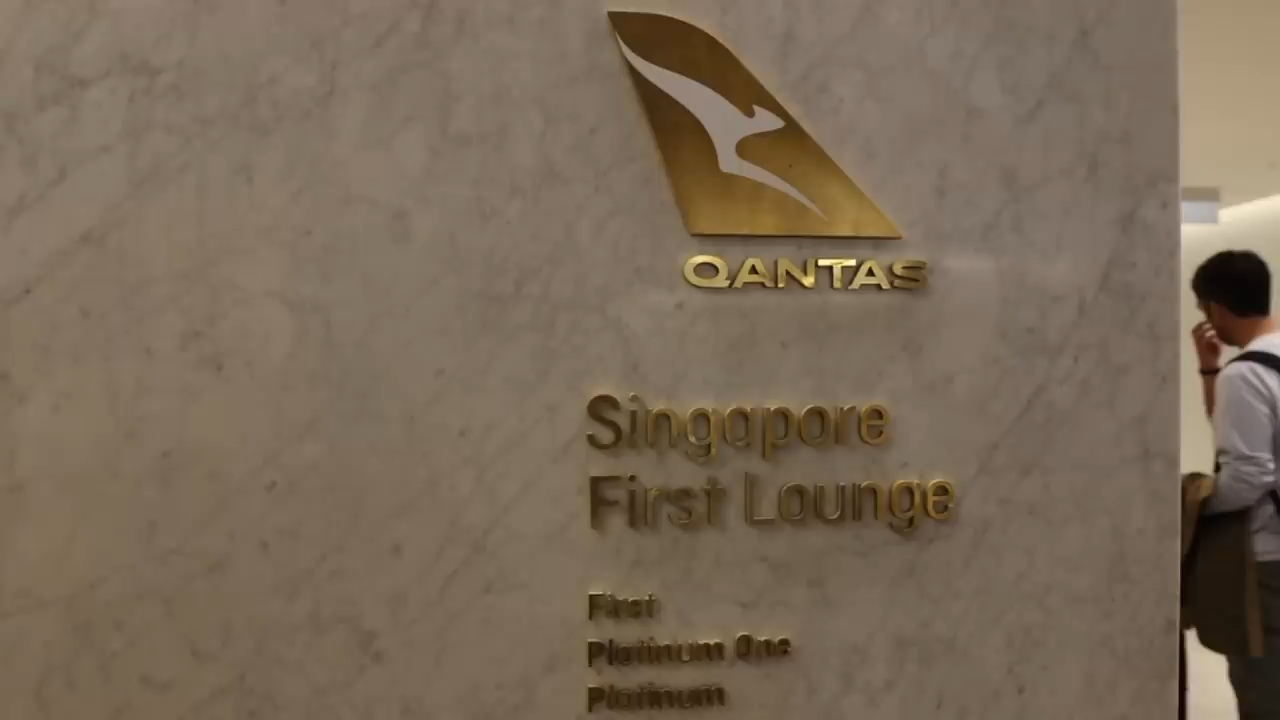 QANTAS
Singapore
First Lounge
First
Platinum One
Platinum